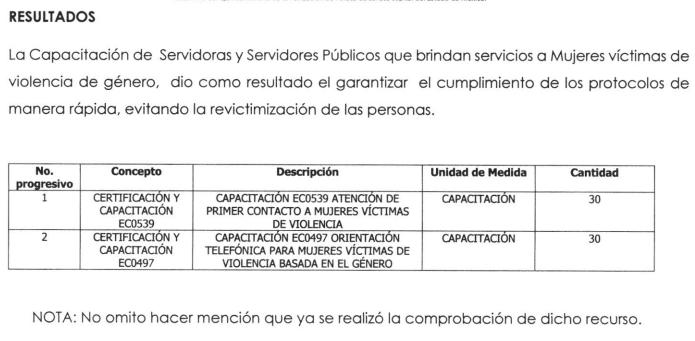 RESULTADOS
La Capacitación de Servidoras y Servidores Públicos que brindan servicios a Mujeres víctimas de
violencia de género, dio como resultado el garantizar el cumplimiento de los protocolos de
manera rápida, evitando la revictimización de las personas.
No. progresivo Concepto Descripción Unidad de Medida Cantidad
1 CERTIFICACIÓN Y CAPACITACIÓN EC0539 CAPACITACIÓN EC0539 ATENCIÓN DE PRIMER CONTACTO A MUJERES VÍCTIMAS DE VIOLENCIA CAPACITACIÓN 30
2 CERTIFICACIÓN Y CAPACITACIÓN EC0497 CAPACITACIÓN EC0497 ORIENTACIÓN TELEFÓNICA PARA MUJERES VÍCTIMAS DE VIOLENCIA BASADA EN EL GÉNERO CAPACITACIÓN 30
NOTA: No omito hacer mención que ya se realizó la comprobación de dicho recurso.